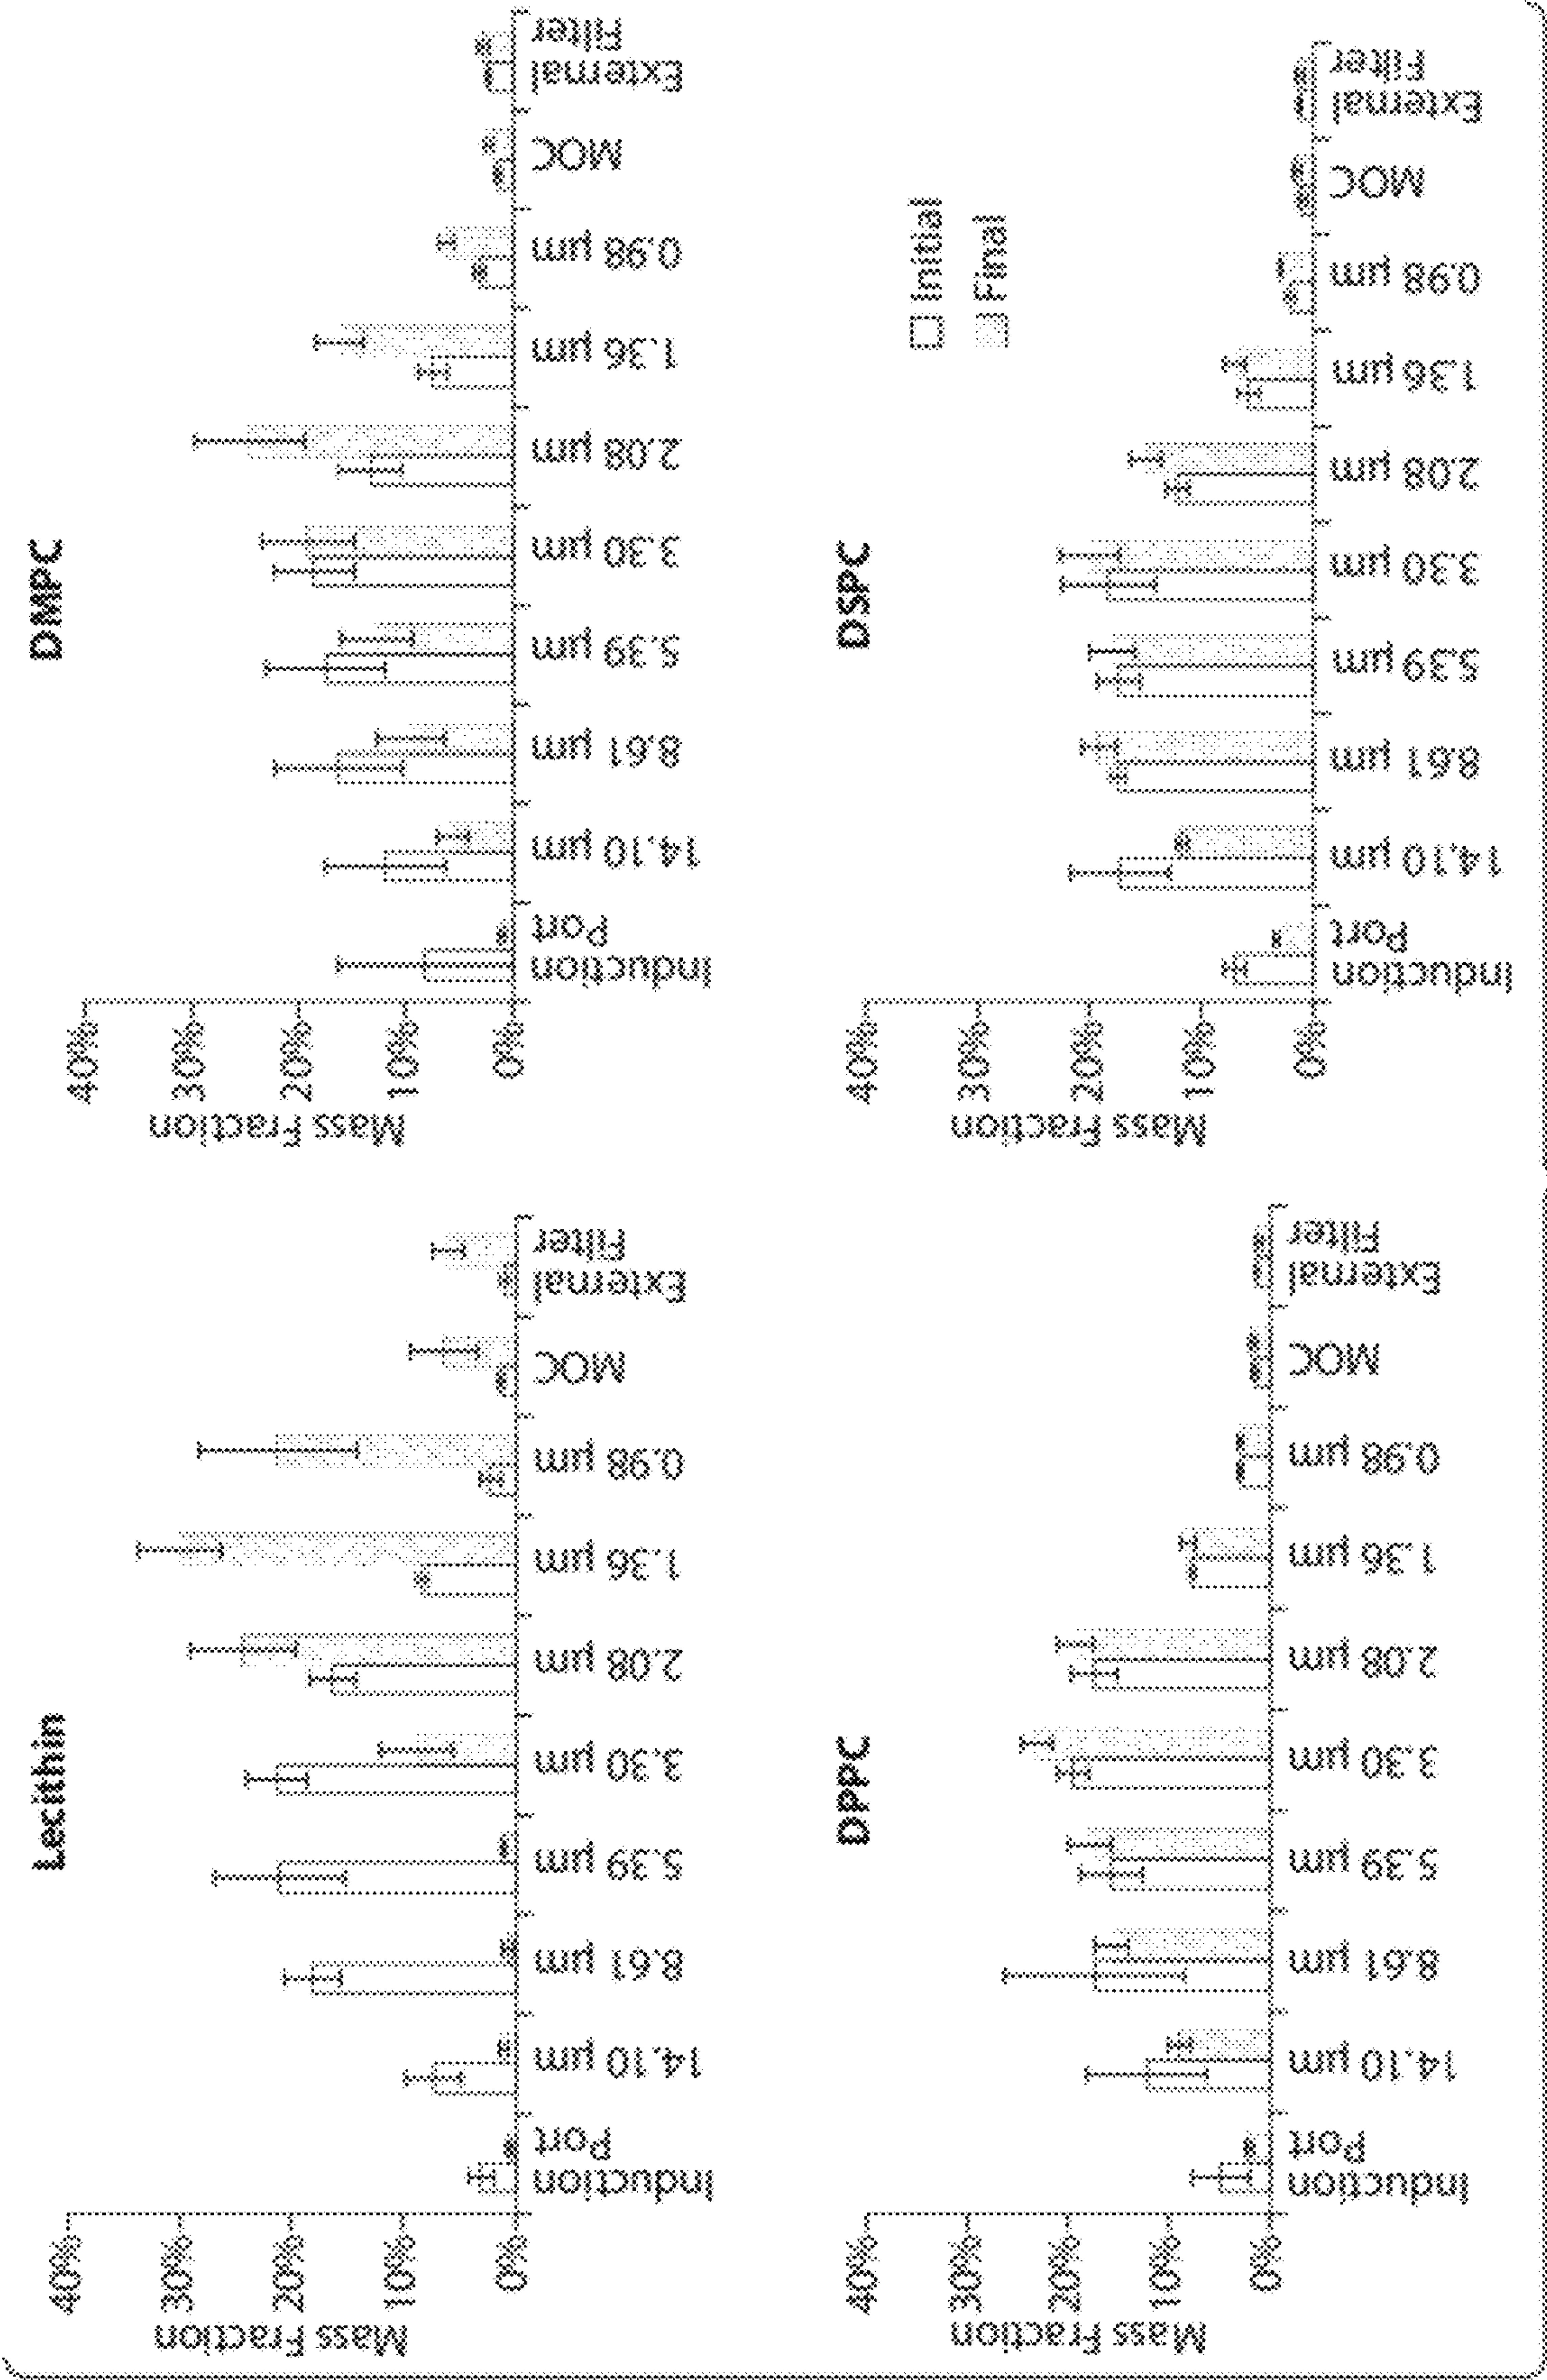 Lecithin
Mass Fraction
40%
30%
20%
10%
0%
Induction
Port
14.10 µm
8.61 µm
5.39 µm
3.30 µm
2.08 µm
1.36 µm
0.98 µm
MOC
External
Filter
DMPC
Mass Fraction
40%
30%
20%
10%
0%
Induction
Port
14.10 µm
8.61 µm
5.39 µm
3.30 µm
2.08 µm
1.36 µm
0.98 µm
MOC
External
Filter
DPPC
Mass Fraction
40%
30%
20%
10%
0%
Induction
Port
14.10 µm
8.61 µm
5.39 µm
3.30 µm
2.08 µm
1.36 µm
0.98 µm
MOC
External
Filter
DSPC
Initial
Final
Mass Fraction
40%
30%
20%
10%
0%
Induction
Port
14.10 µm
8.61 µm
5.39 µm
3.30 µm
2.08 µm
1.36 µm
0.98 µm
MOC
External
Filter